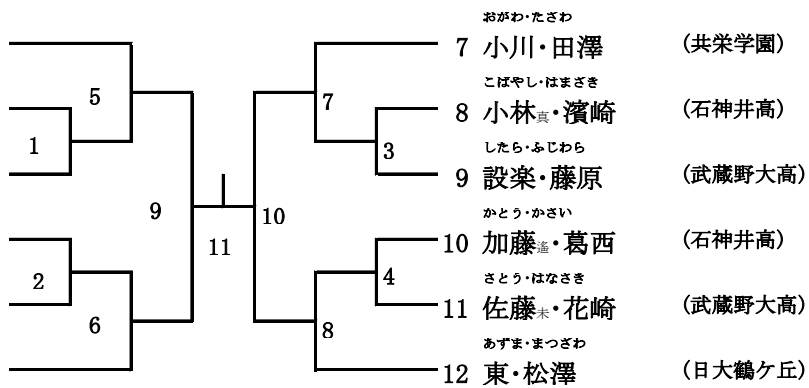 おがわ・たざわ
7 小川・田澤 (共栄学園)
5
7
こばやし・はまざき
8 小林真・濱崎 (石神井高)
1
3
したら・ふじわら
9 設楽・藤原 (武蔵野大高)
9
10
11
かとう・かさい
10 加藤遙・葛西 (石神井高)
2
4
さとう・はなさき
11 佐藤未・花崎 (武蔵野大高)
6
8
あずま・まつざわ
12 東・松澤 (日大鶴ケ丘)